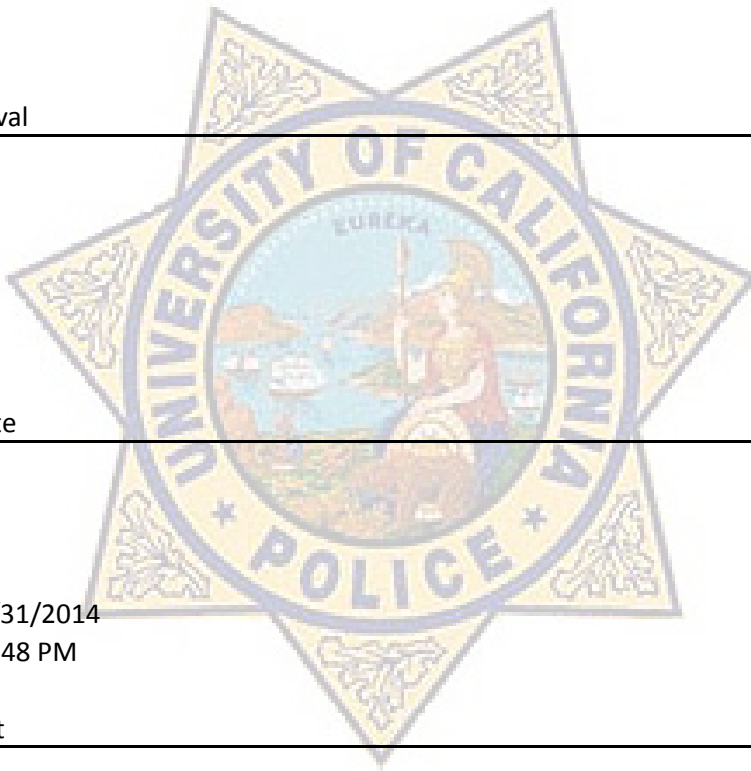 val
UNIVERSITY OF CALIFORNIA
EUREKA
te
POLICE
31/2014
48 PM
t